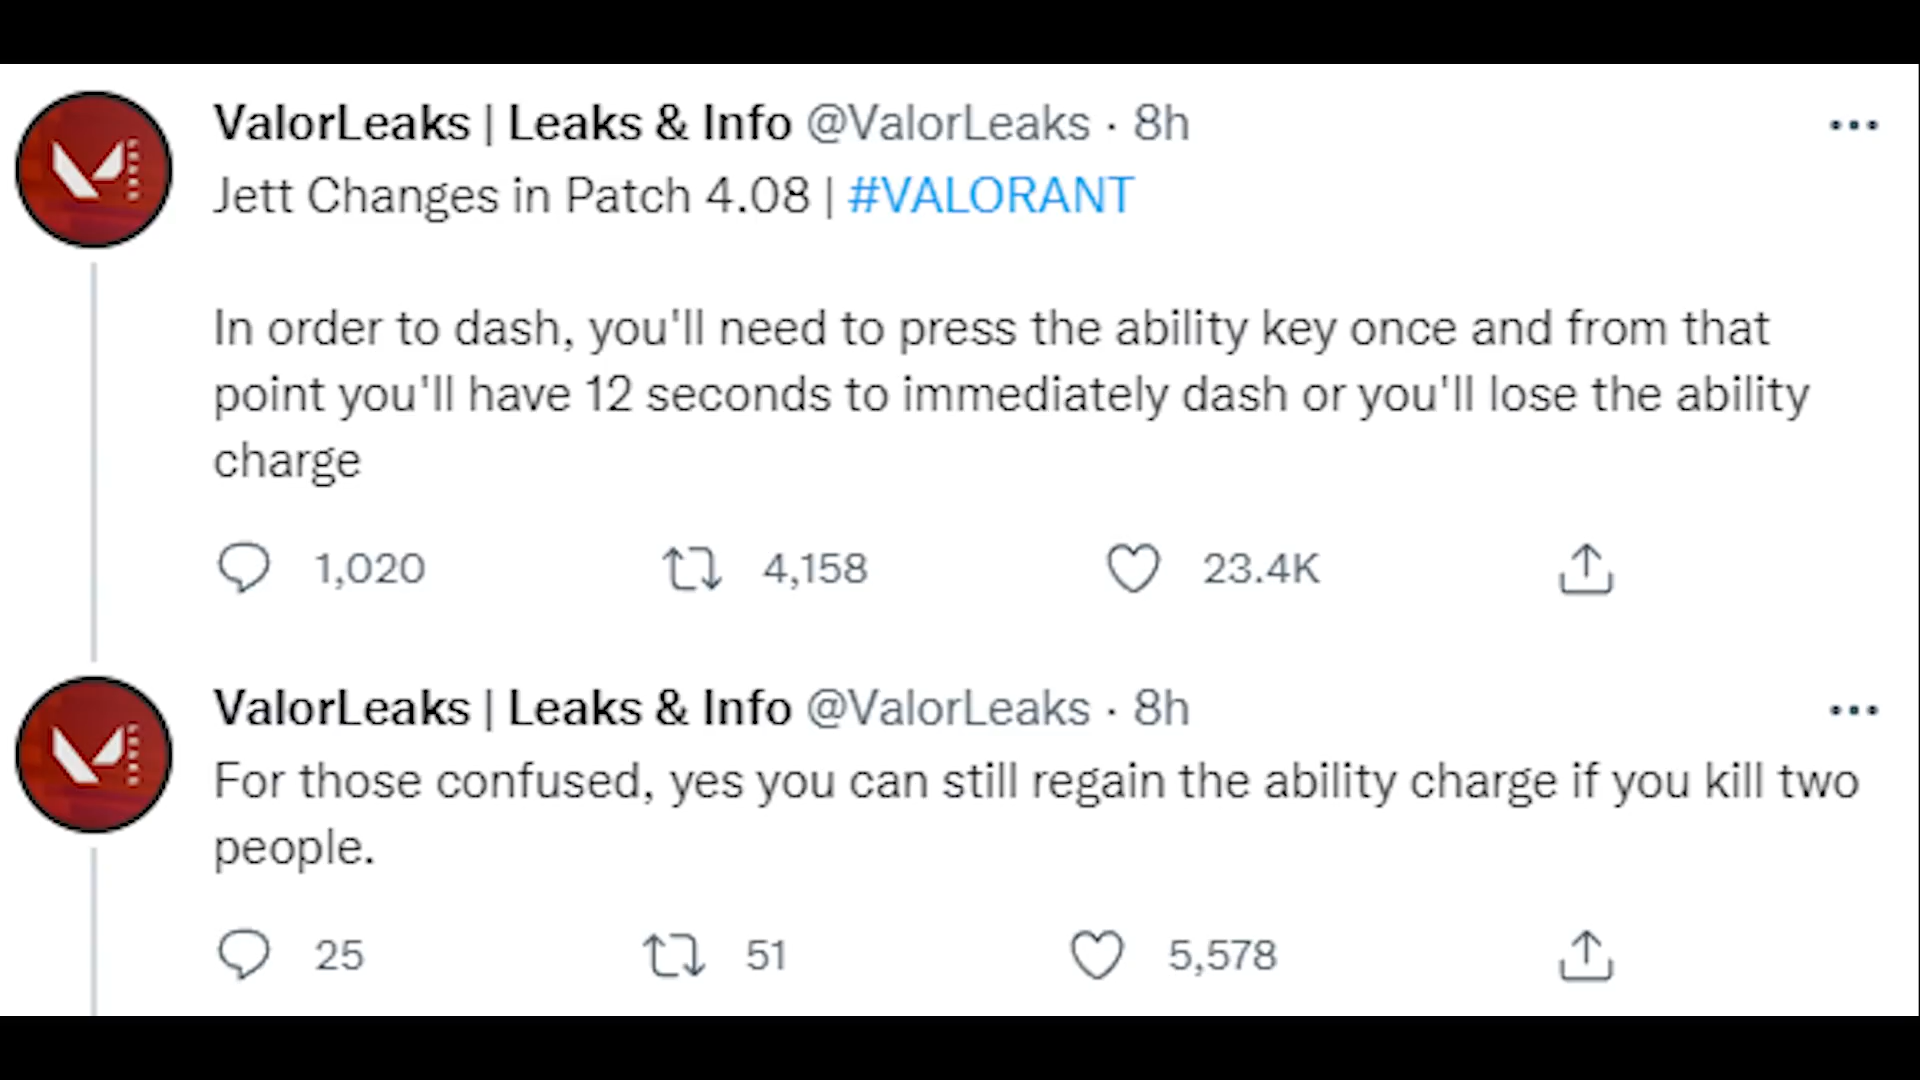 ValorLeaks | Leaks & Info @ValorLeaks · 8h
Jett Changes in Patch 4.08 | #VALORANT
In order to dash, you'll need to press the ability key once and from that
point you'll have 12 seconds to immediately dash or you'll lose the ability
charge
1,020 4,158 23.4K
ValorLeaks | Leaks & Info @ValorLeaks · 8h
For those confused, yes you can still regain the ability charge if you kill two
people.
25 51 5,578